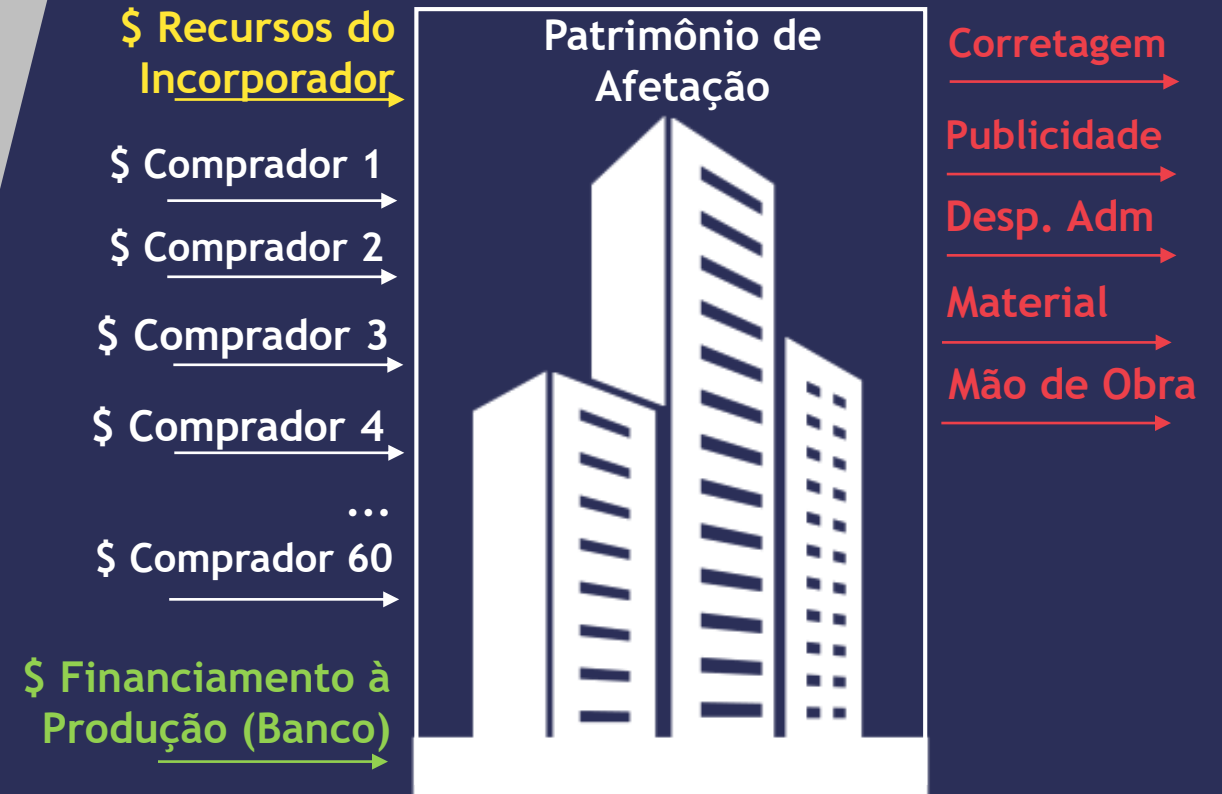 $ Recursos do
Incorporador
$ Comprador 1
$ Comprador 2
$ Comprador 3
$ Comprador 4
...
$ Comprador 60
$ Financiamento à
Produção (Banco)
Patrimônio de
Afetação
Corretagem
Publicidade
Desp. Adm
Material
Mão de Obra